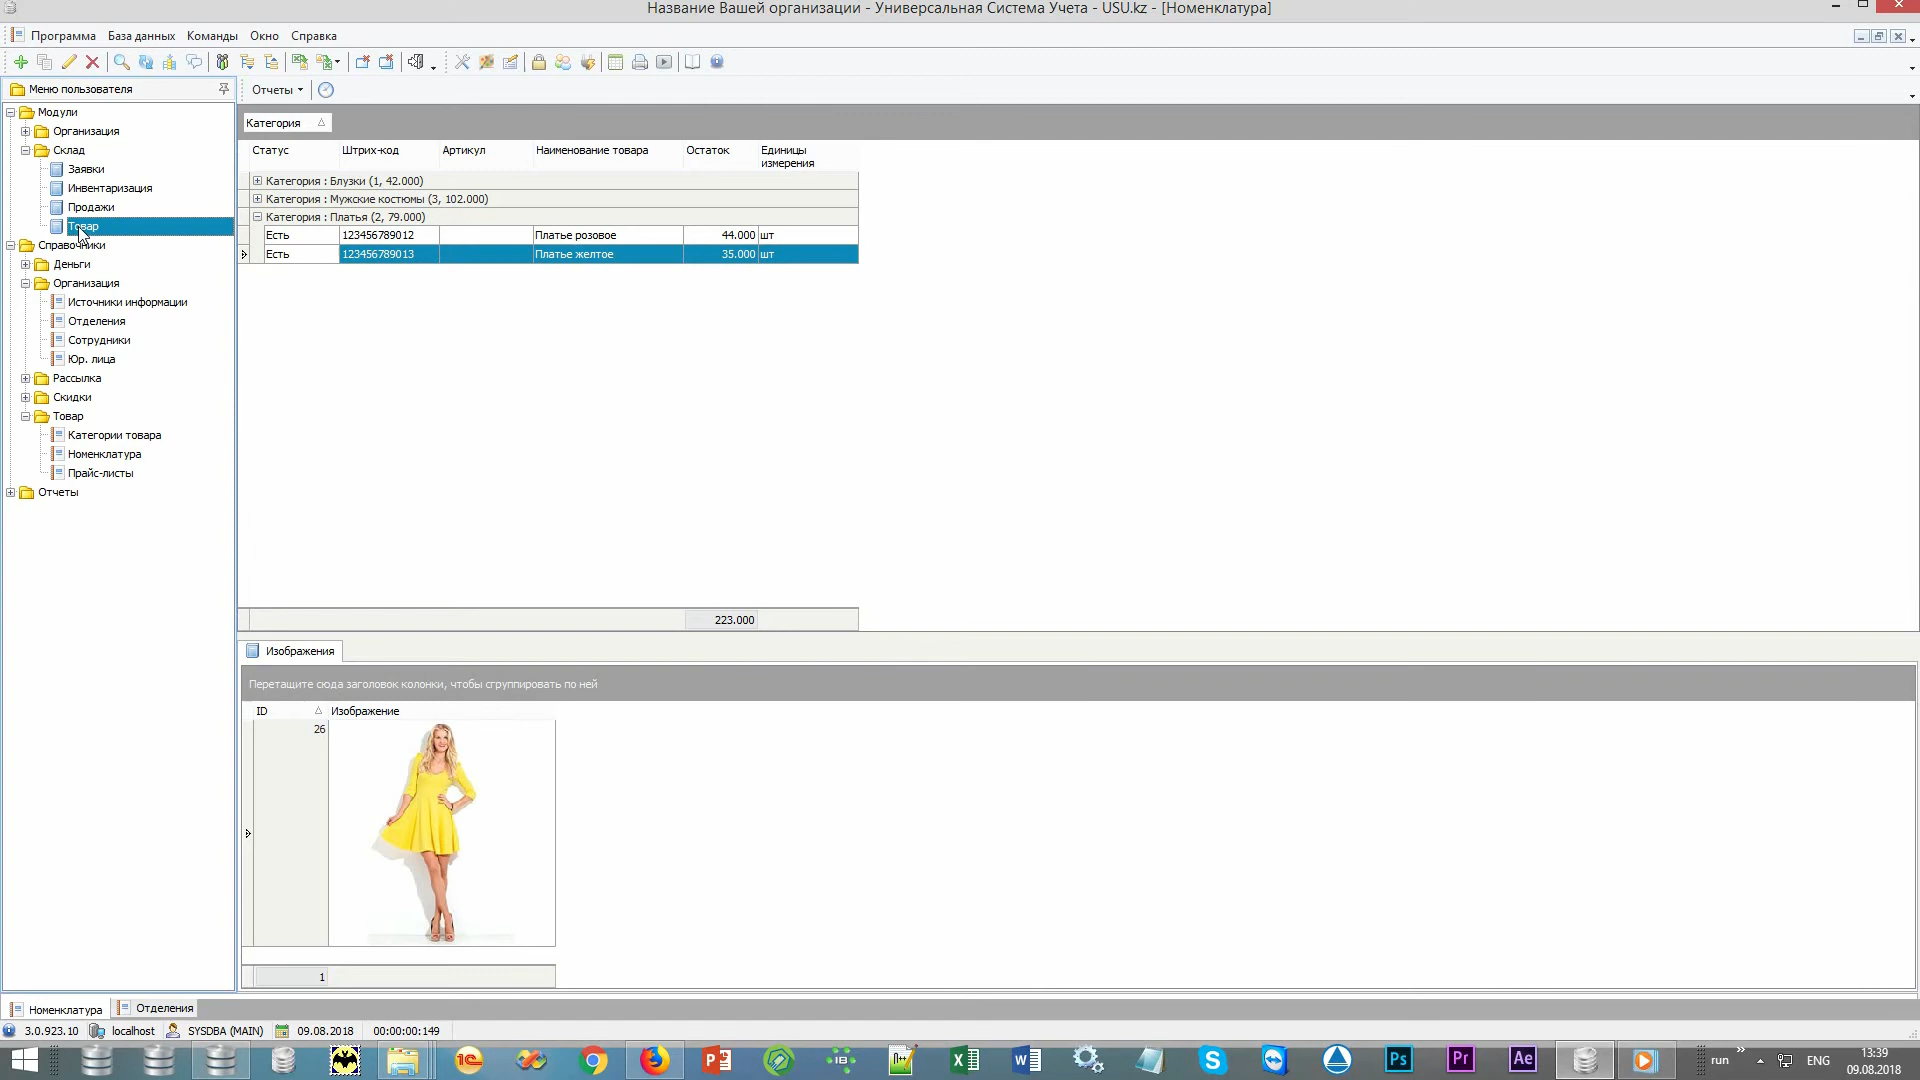 Название Вашей организации - Универсальная Система Учета - USU.kz - [Номенклатура]
Программа База данных Команды Окно Справка
Меню пользователя
Отчеты
Модули
Организация
Склад
Заявки
Инвентаризация
Продажи
Товар
Справочники
Деньги
Организация
Источники информации
Отделения
Сотрудники
Юр. лица
Рассылка
Скидки
Товар
Категории товара
Номенклатура
Прайс-листы
Отчеты
Категория
Статус Штрих-код Артикул Наименование товара Остаток Единицы измерения
Категория : Блузки (1, 42.000)
Категория : Мужские костюмы (3, 102.000)
Категория : Платья (2, 79.000)
Есть 123456789012 Платье розовое 44.000 шт
Есть 123456789013 Платье желтое 35.000 шт
223.000
Изображения
Перетащите сюда заголовок колонки, чтобы сгруппировать по ней
ID Изображение
26
1
Номенклатура Отделения
3.0.923.10 localhost SYSDBA (MAIN) 09.08.2018 00:00:00:149
run ENG 13:39
09.08.2018